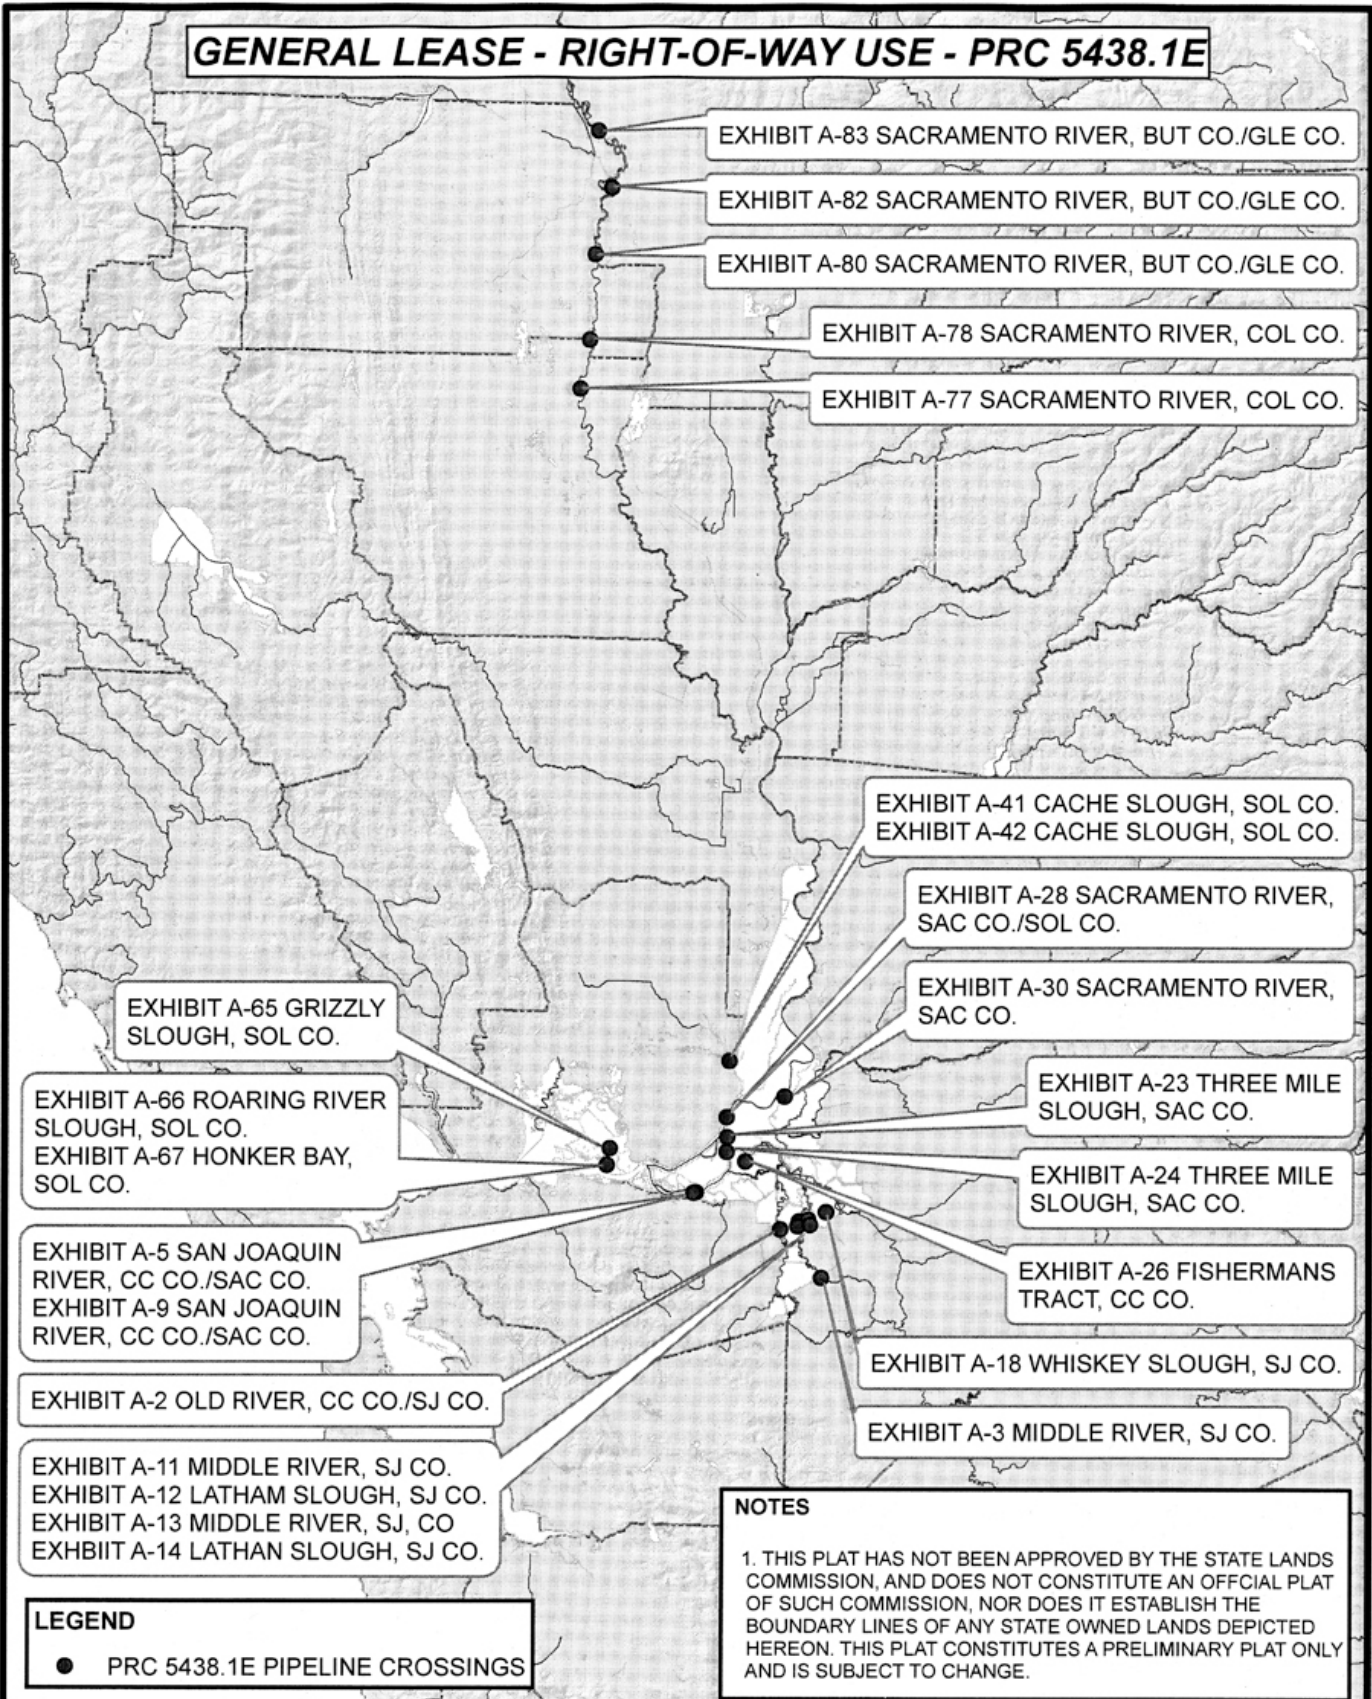 GENERAL LEASE - RIGHT-OF-WAY USE - PRC 5438.1E
EXHIBIT A-83 SACRAMENTO RIVER, BUT CO./GLE CO.
EXHIBIT A-82 SACRAMENTO RIVER, BUT CO./GLE CO.
EXHIBIT A-80 SACRAMENTO RIVER, BUT CO./GLE CO.
EXHIBIT A-78 SACRAMENTO RIVER, COL CO.
EXHIBIT A-77 SACRAMENTO RIVER, COL CO.
EXHIBIT A-41 CACHE SLOUGH, SOL CO.
EXHIBIT A-42 CACHE SLOUGH, SOL CO.
EXHIBIT A-28 SACRAMENTO RIVER,
SAC CO./SOL CO.
EXHIBIT A-30 SACRAMENTO RIVER,
SAC CO.
EXHIBIT A-65 GRIZZLY
SLOUGH, SOL CO.
EXHIBIT A-23 THREE MILE
SLOUGH, SAC CO.
EXHIBIT A-66 ROARING RIVER
SLOUGH, SOL CO.
EXHIBIT A-67 HONKER BAY,
SOL CO.
EXHIBIT A-24 THREE MILE
SLOUGH, SAC CO.
EXHIBIT A-5 SAN JOAQUIN
RIVER, CC CO./SAC CO.
EXHIBIT A-9 SAN JOAQUIN
RIVER, CC CO./SAC CO.
EXHIBIT A-26 FISHERMANS
TRACT, CC CO.
EXHIBIT A-18 WHISKEY SLOUGH, SJ CO.
EXHIBIT A-2 OLD RIVER, CC CO./SJ CO.
EXHIBIT A-3 MIDDLE RIVER, SJ CO.
EXHIBIT A-11 MIDDLE RIVER, SJ CO.
EXHIBIT A-12 LATHAM SLOUGH, SJ CO.
EXHIBIT A-13 MIDDLE RIVER, SJ, CO
EXHBIIT A-14 LATHAN SLOUGH, SJ CO.
NOTES
1. THIS PLAT HAS NOT BEEN APPROVED BY THE STATE LANDS
COMMISSION, AND DOES NOT CONSTITUTE AN OFFCIAL PLAT
OF SUCH COMMISSION, NOR DOES IT ESTABLISH THE
BOUNDARY LINES OF ANY STATE OWNED LANDS DEPICTED
HEREON. THIS PLAT CONSTITUTES A PRELIMINARY PLAT ONLY
AND IS SUBJECT TO CHANGE.
LEGEND
PRC 5438.1E PIPELINE CROSSINGS